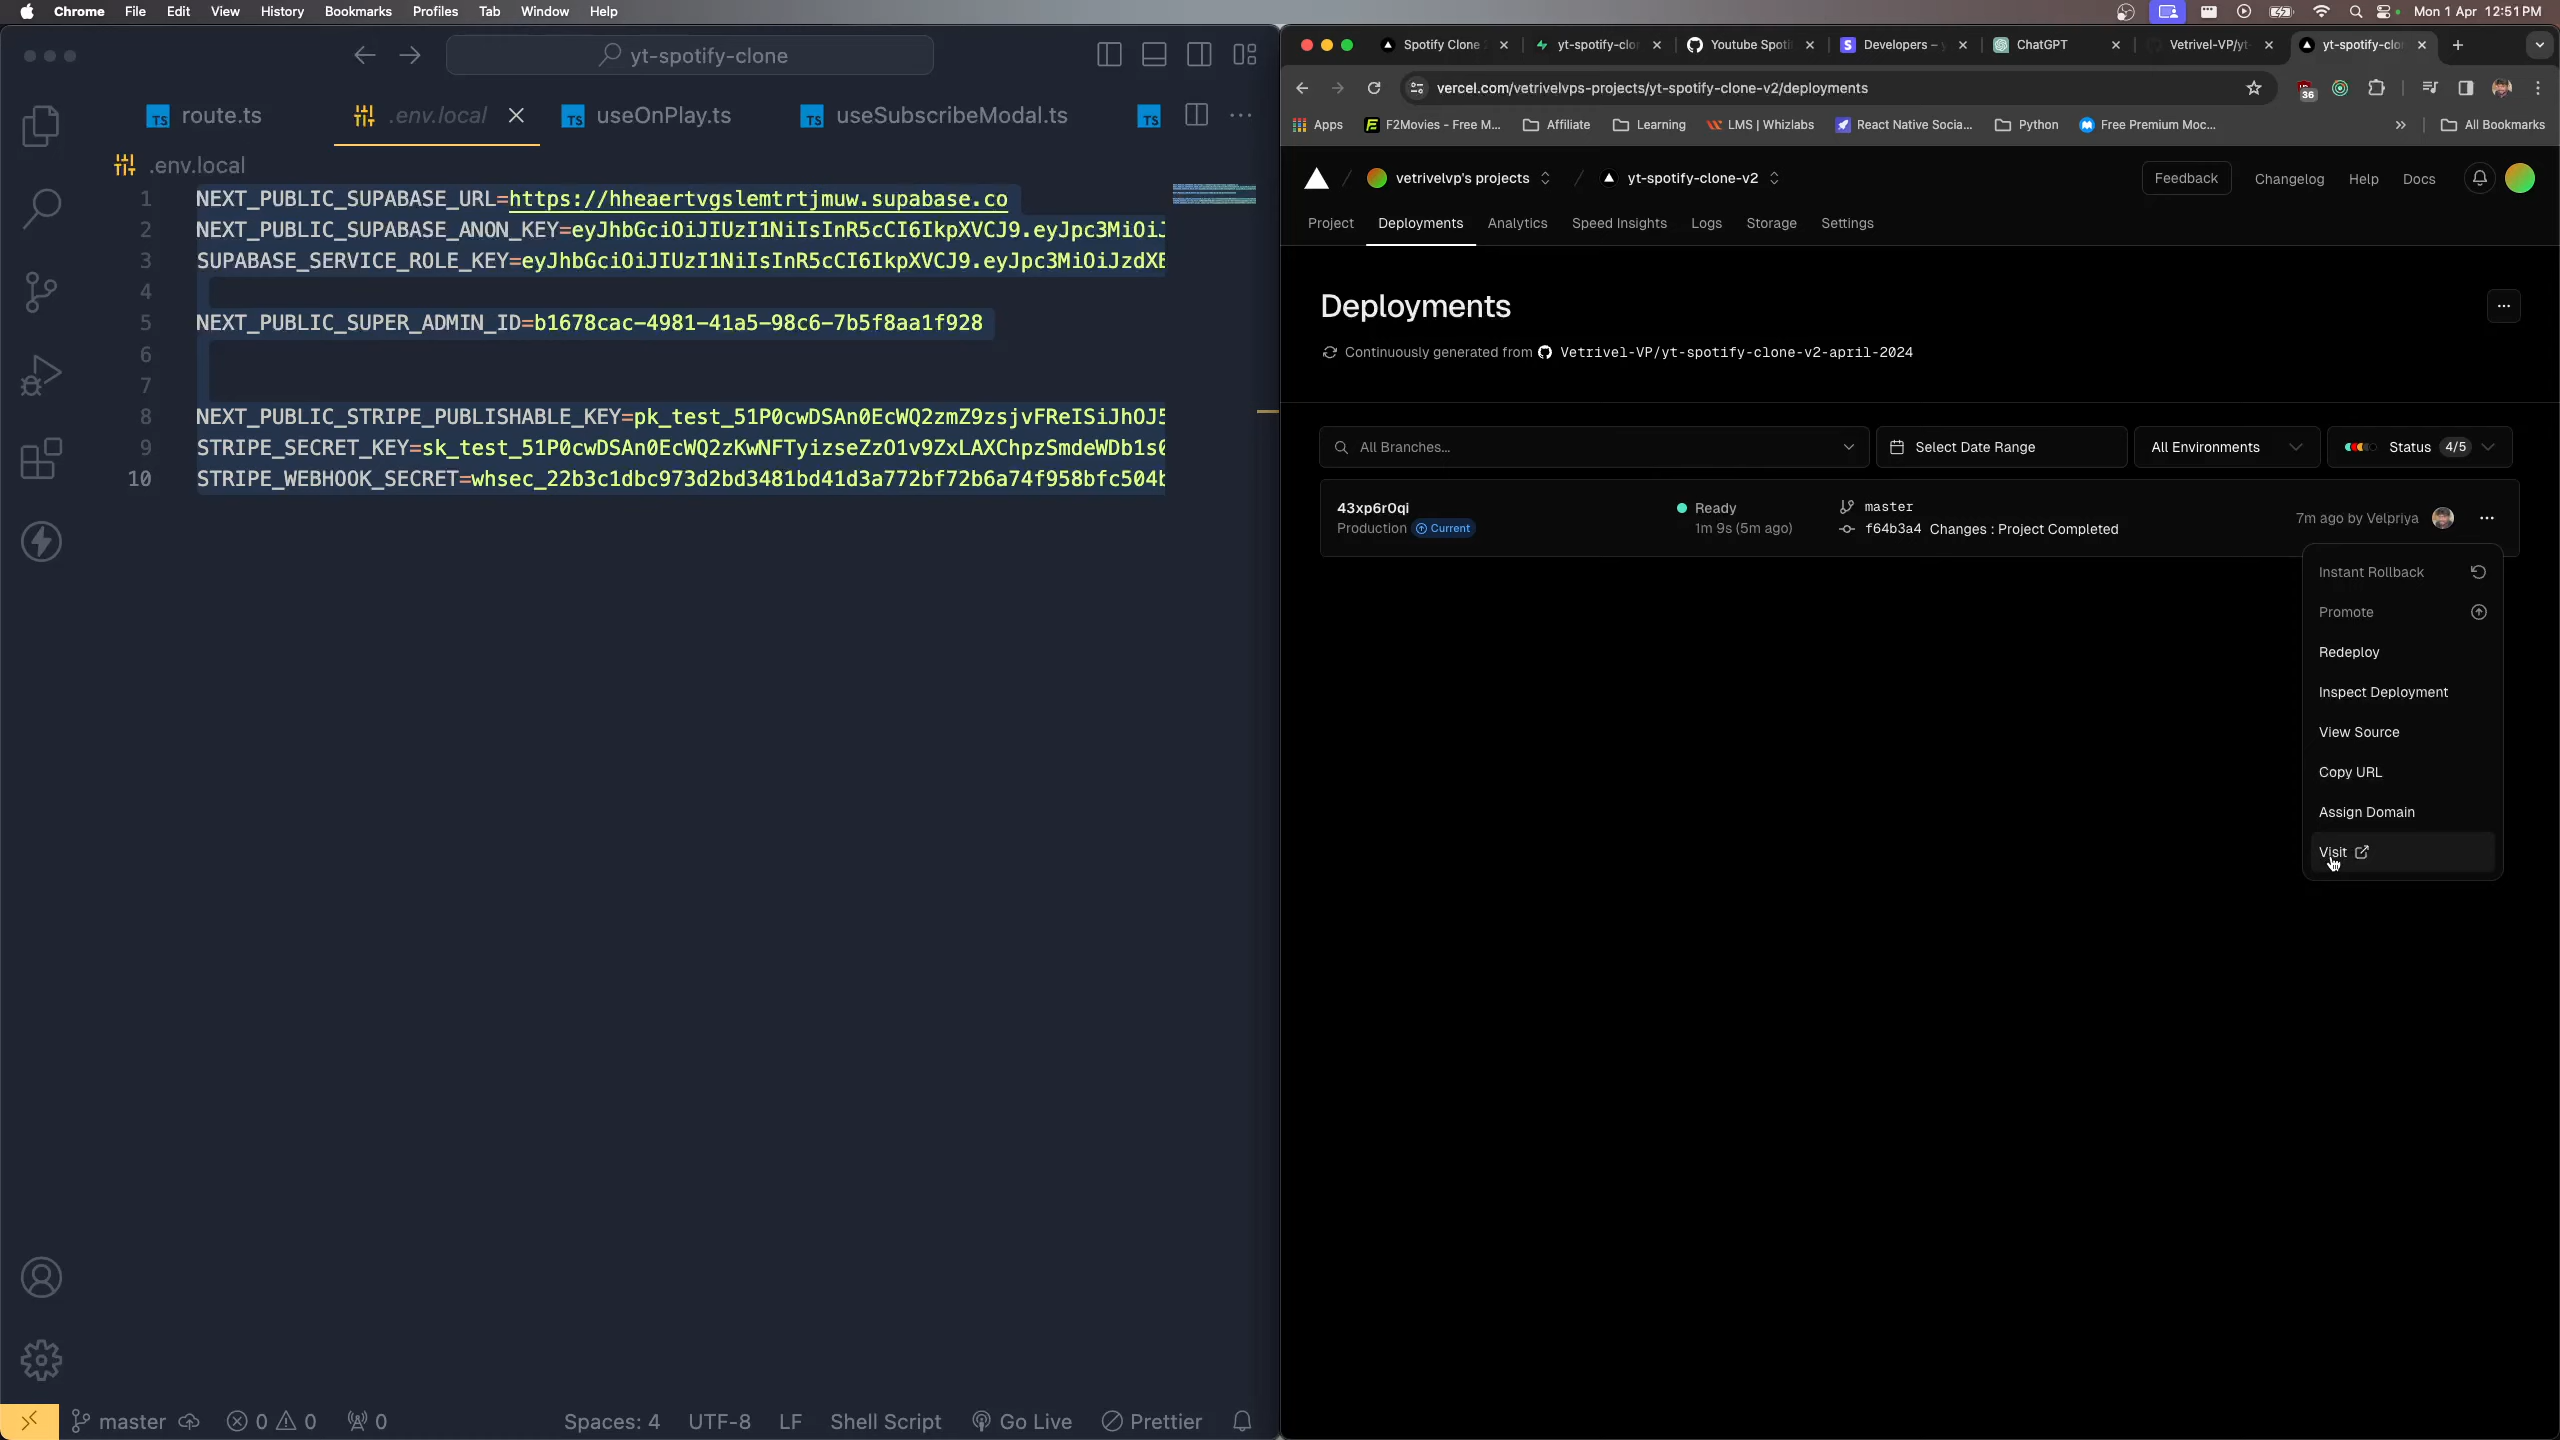 Chrome File Edit View History Bookmarks Profiles Tab Window Help
Mon 1 Apr 12:51 PM
yt-spotify-clone
route.ts
.env.local
useOnPlay.ts
useSubscribeModal.ts
.env.local
1 NEXT_PUBLIC_SUPABASE_URL=https://hheaertvgslemtrtjmuw.supabase.co
2 NEXT_PUBLIC_SUPABASE_ANON_KEY=eyJhbGciOiJIUzI1NiIsInR5cCI6IkpXVCJ9.eyJpc3MiOiJ
3 SUPABASE_SERVICE_ROLE_KEY=eyJhbGciOiJIUzI1NiIsInR5cCI6IkpXVCJ9.eyJpc3MiOiJzdXB
4
5 NEXT_PUBLIC_SUPER_ADMIN_ID=b1678cac-4981-41a5-98c6-7b5f8aa1f928
6
7
8 NEXT_PUBLIC_STRIPE_PUBLISHABLE_KEY=pk_test_51P0cwDSAn0EcWQ2zmZ9zsjvFReISiJhOJ5
9 STRIPE_SECRET_KEY=sk_test_51P0cwDSAn0EcWQ2zKwNFTyizseZzO1v9ZxLAXChpzSmdeWDb1s0
10 STRIPE_WEBHOOK_SECRET=whsec_22b3c1dbc973d2bd3481bd41d3a772bf72b6a74f958bfc504b
master 0 0 0
Spaces: 4 UTF-8 LF Shell Script Go Live Prettier
Spotify Clone
yt-spotify-clo
Youtube Spoti
Developers –
ChatGPT
Vetrivel-VP/yt
yt-spotify-clo
vercel.com/vetrivelvps-projects/yt-spotify-clone-v2/deployments
36
Apps F2Movies - Free M... Affiliate Learning LMS | Whizlabs React Native Socia... Python Free Premium Moc... All Bookmarks
vetrivelvp's projects / yt-spotify-clone-v2
Feedback Changelog Help Docs
Project Deployments Analytics Speed Insights Logs Storage Settings
Deployments
Continuously generated from Vetrivel-VP/yt-spotify-clone-v2-april-2024
All Branches...
Select Date Range
All Environments
Status 4/5
43xp6r0qi
Production Current
Ready
1m 9s (5m ago)
master
f64b3a4 Changes : Project Completed
7m ago by Velpriya
Instant Rollback
Promote
Redeploy
Inspect Deployment
View Source
Copy URL
Assign Domain
Visit